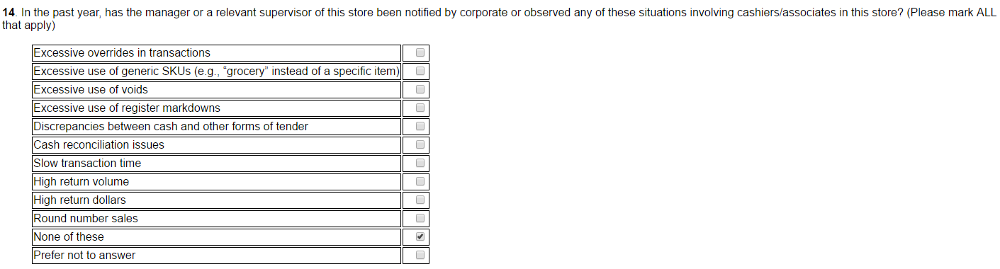 14. In the past year, has the manager or a relevant supervisor of this store been notified by corporate or observed any of these situations involving cashiers/associates in this store? (Please mark ALL
that apply)
Excessive overrides in transactions
Excessive use of generic SKUs (e.g., “grocery” instead of a specific item)
Excessive use of voids
Excessive use of register markdowns
Discrepancies between cash and other forms of tender
Cash reconciliation issues
Slow transaction time
High return volume
High return dollars
Round number sales
None of these
Prefer not to answer